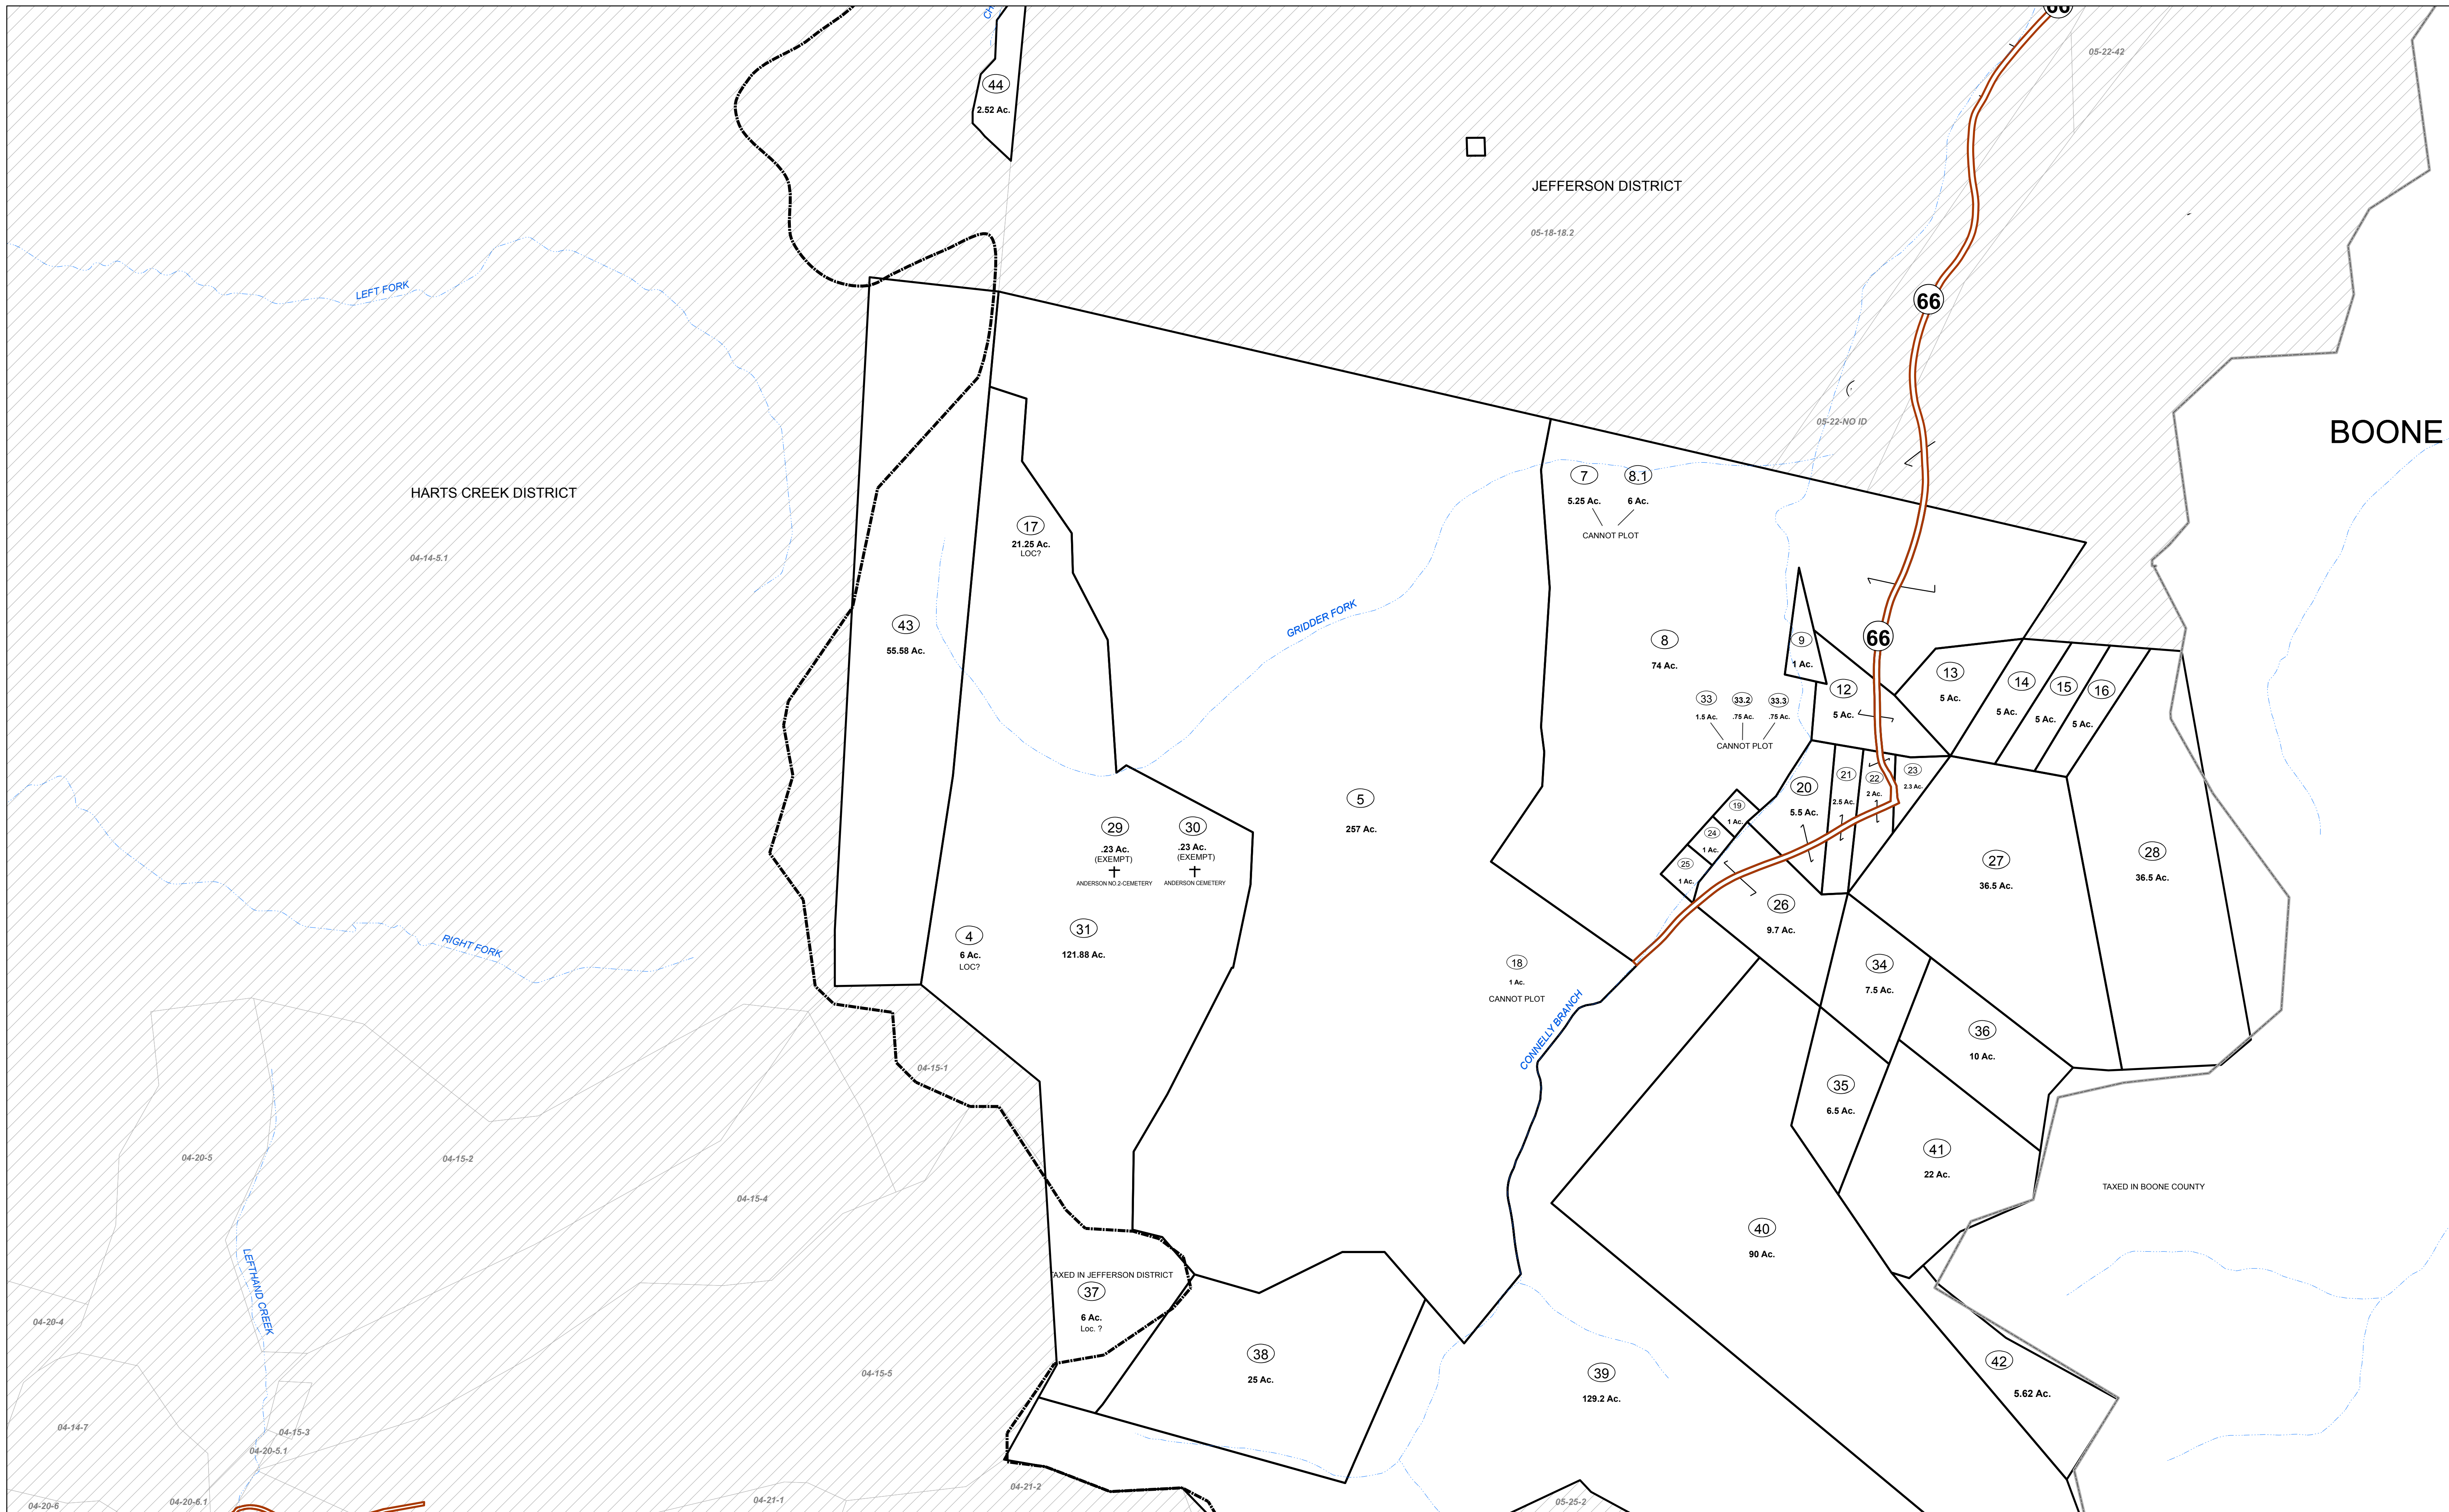 66
05-22-42
44
2.52 Ac.
JEFFERSON DISTRICT
05-18-18.2
LEFT FORK
66
05-22-NO ID
BOONE
HARTS CREEK DISTRICT
04-14-5.1
7
8.1
5.25 Ac.
6 Ac.
CANNOT PLOT
17
21.25 Ac.
LOC?
43
55.58 Ac.
GRIDDER FORK
8
74 Ac.
9
1 Ac.
66
12
5 Ac.
13
5 Ac.
14
5 Ac.
15
5 Ac.
16
5 Ac.
33
33.2
33.3
1.5 Ac.
.75 Ac.
.75 Ac.
CANNOT PLOT
5
257 Ac.
19
1 Ac.
24
1 Ac.
25
1 Ac.
20
5.5 Ac.
21
2.5 Ac.
22
2 Ac.
23
2.3 Ac.
29
.23 Ac.
(EXEMPT)
ANDERSON NO.2-CEMETERY
30
.23 Ac.
(EXEMPT)
ANDERSON CEMETERY
27
36.5 Ac.
28
36.5 Ac.
26
9.7 Ac.
RIGHT FORK
4
6 Ac.
LOC?
31
121.88 Ac.
18
1 Ac.
CANNOT PLOT
CONNELLY BRANCH
34
7.5 Ac.
36
10 Ac.
35
6.5 Ac.
04-15-1
04-20-5
04-15-2
04-15-4
41
22 Ac.
TAXED IN BOONE COUNTY
40
90 Ac.
LEFTHAND CREEK
TAXED IN JEFFERSON DISTRICT
37
6 Ac.
Loc. ?
04-20-4
38
25 Ac.
04-15-5
39
129.2 Ac.
42
5.62 Ac.
04-14-7
04-15-3
04-20-5.1
04-21-2
04-20-6
04-20-6.1
04-21-1
05-25-2